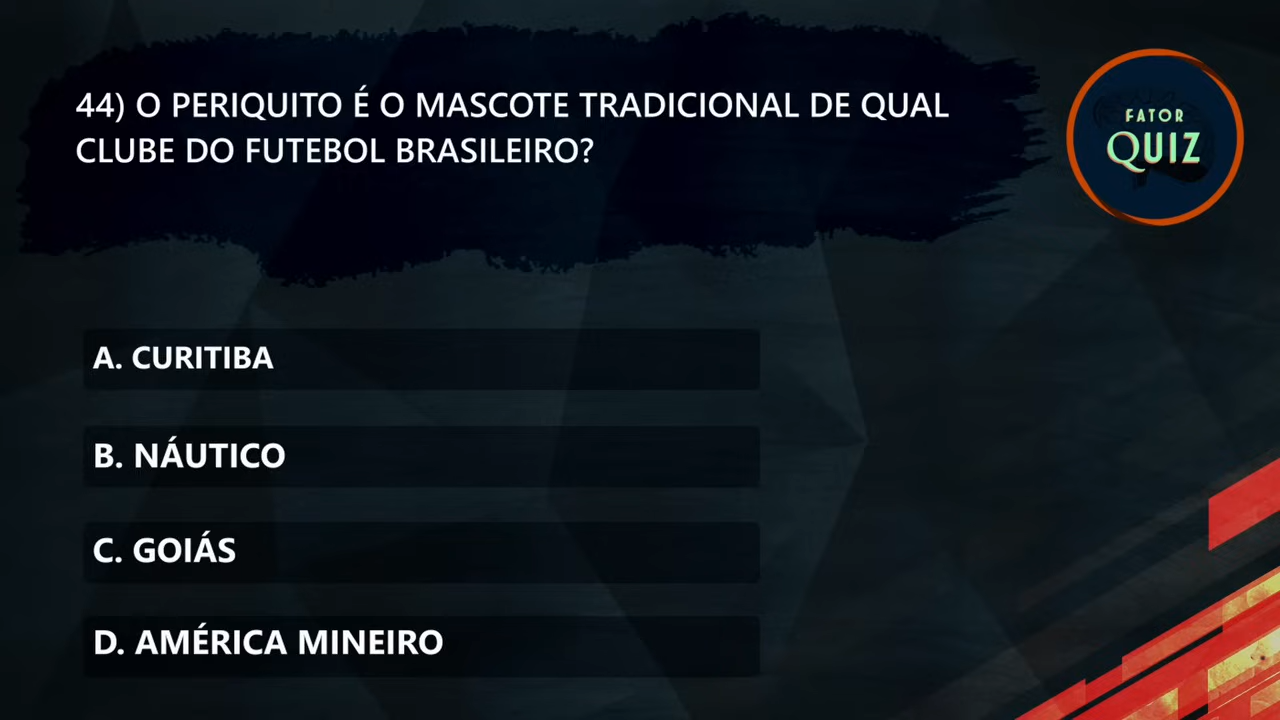 44) O PERIQUITO É O MASCOTE TRADICIONAL DE QUAL
CLUBE DO FUTEBOL BRASILEIRO?
FATOR
QUIZ
A. CURITIBA
B. NÁUTICO
C. GOIÁS
D. AMÉRICA MINEIRO